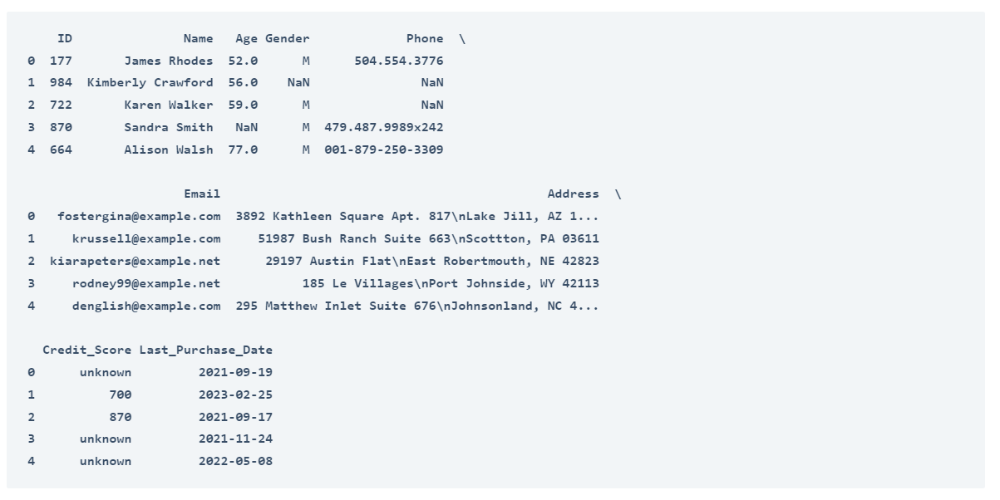 ID               Name   Age Gender             Phone  \
0  177       James Rhodes  52.0      M      504.554.3776
1  984  Kimberly Crawford  56.0    NaN               NaN
2  722       Karen Walker  59.0      M               NaN
3  870       Sandra Smith   NaN      M  479.487.9989x242
4  664       Alison Walsh  77.0      M  001-879-250-3309
                     Email                                            Address  \
0   fostergina@example.com  3892 Kathleen Square Apt. 817\nLake Jill, AZ 1...
1     krussell@example.com     51987 Bush Ranch Suite 663\nScottton, PA 03611
2  kiarapeters@example.net      29197 Austin Flat\nEast Robertmouth, NE 42823
3     rodney99@example.net           185 Le Villages\nPort Johnside, WY 42113
4     denglish@example.com  295 Matthew Inlet Suite 676\nJohnsonland, NC 4...
  Credit_Score Last_Purchase_Date
0      unknown         2021-09-19
1          700         2023-02-25
2          870         2021-09-17
3      unknown         2021-11-24
4      unknown         2022-05-08